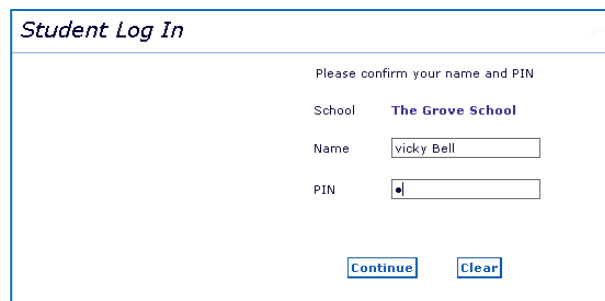 Student Log In
Please confirm your name and PIN
School The Grove School
Name vicky Bell
PIN ●
Continue Clear